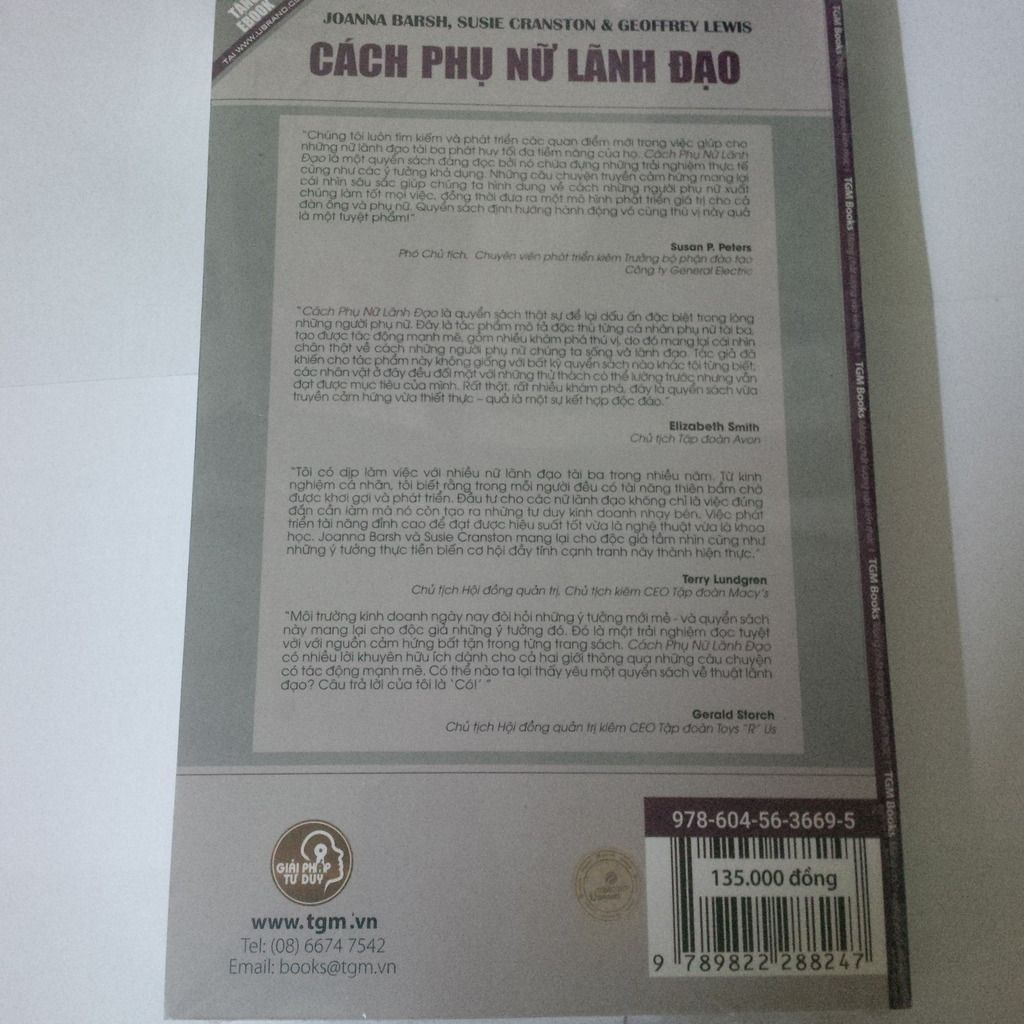 EBOOK
TẠI WWW.UBRAND.CO
JOANNA BARSH, SUSIE CRANSTON & GEOFFREY LEWIS
CÁCH PHỤ NỮ LÃNH ĐẠO
"Chúng tôi luôn tìm kiếm và phát triển các quan điểm mới trong việc giúp cho
những nữ lãnh đạo tài ba phát huy tối đa tiềm năng của họ. Cách Phụ Nữ Lãnh
Đạo là một quyển sách đáng đọc bởi nó chứa đựng những trải nghiệm thực tế
cũng như các ý tưởng khả dụng. Những câu chuyện truyền cảm hứng mang lại
cái nhìn sâu sắc giúp chúng ta hình dung về cách những người phụ nữ xuất
chúng làm tốt mọi việc, đồng thời đưa ra một mô hình phát triển giá trị cho cả
đàn ông và phụ nữ. Quyển sách định hướng hành động vô cùng thú vị này quả
là một tuyệt phẩm!"
Susan P. Peters
Phó Chủ tịch, Chuyên viên phát triển kiêm Trưởng bộ phận đào tạo
Công ty General Electric
"Cách Phụ Nữ Lãnh Đạo là quyển sách thật sự để lại dấu ấn đặc biệt trong lòng
những người phụ nữ. Đây là tác phẩm mô tả đặc thù từng cá nhân phụ nữ tài ba,
tạo được tác động mạnh mẽ, gồm nhiều khám phá thú vị, do đó mang lại cái nhìn
chân thật về cách những người phụ nữ chúng ta sống và lãnh đạo. Tác giả đã
khiến cho tác phẩm này không giống với bất kỳ quyển sách nào khác tôi từng biết;
các nhân vật ở đây đều đối mặt với những thử thách có thể lường trước nhưng vẫn
đạt được mục tiêu của mình. Rất thật, rất nhiều khám phá, đây là quyển sách vừa
truyền cảm hứng vừa thiết thực – quả là một sự kết hợp độc đáo."
Elizabeth Smith
Chủ tịch Tập đoàn Avon
"Tôi có dịp làm việc với nhiều nữ lãnh đạo tài ba trong nhiều năm. Từ kinh
nghiệm cá nhân, tôi biết rằng trong mỗi người đều có tài năng thiên bẩm chờ
được khơi gợi và phát triển. Đầu tư cho các nữ lãnh đạo không chỉ là việc đúng
đắn cần làm mà nó còn tạo ra những tư duy kinh doanh nhạy bén. Việc phát
triển tài năng đỉnh cao để đạt được hiệu suất tốt vừa là nghệ thuật vừa là khoa
học. Joanna Barsh và Susie Cranston mang lại cho độc giả tầm nhìn cũng như
những ý tưởng thực tiễn biến cơ hội đầy tính cạnh tranh này thành hiện thực."
Terry Lundgren
Chủ tịch Hội đồng quản trị, Chủ tịch kiêm CEO Tập đoàn Macy's
"Môi trường kinh doanh ngày nay đòi hỏi những ý tưởng mới mẻ - và quyển sách
này mang lại cho độc giả những ý tưởng đó. Đó là một trải nghiệm đọc tuyệt
vời với nguồn cảm hứng bất tận trong từng trang sách. Cách Phụ Nữ Lãnh Đạo
có nhiều lời khuyên hữu ích dành cho cả hai giới thông qua những câu chuyện
có tác động mạnh mẽ. Có thể nào ta lại thấy yêu một quyển sách về thuật lãnh
đạo? Câu trả lời của tôi là 'Có!' "
Gerald Storch
Chủ tịch Hội đồng quản trị kiêm CEO Tập đoàn Toys "R" Us
GIẢI PHÁP
TƯ DUY
www.tgm.vn
Tel: (08) 6674 7542
Email: books@tgm.vn
978-604-56-3669-5
135.000 đồng
9 789822 288247
TGM Books
TGM Books
TGM Books
TGM Books
TGM Books